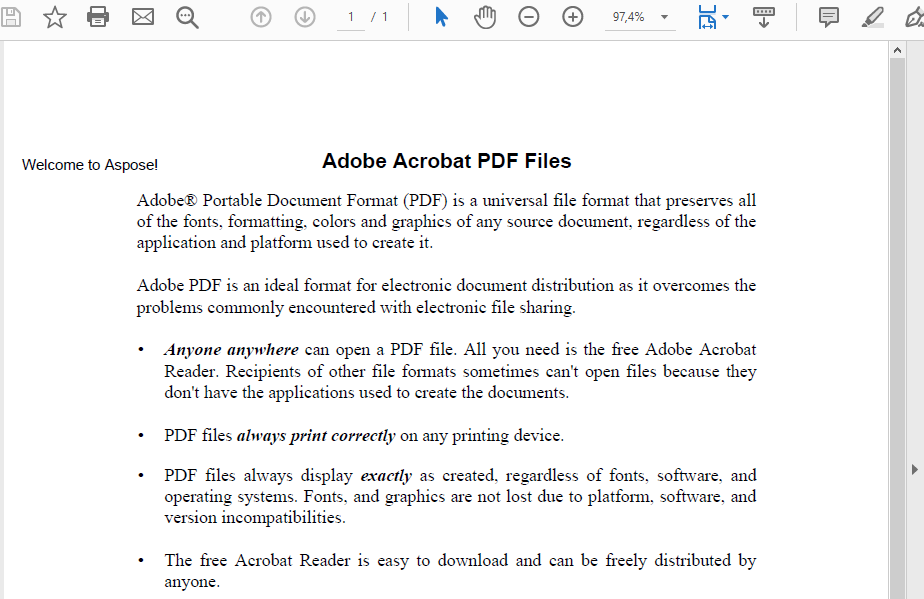 1 / 1
97,4%
Welcome to Aspose!
Adobe Acrobat PDF Files
Adobe® Portable Document Format (PDF) is a universal file format that preserves all
of the fonts, formatting, colors and graphics of any source document, regardless of the
application and platform used to create it.
Adobe PDF is an ideal format for electronic document distribution as it overcomes the
problems commonly encountered with electronic file sharing.
• Anyone anywhere can open a PDF file. All you need is the free Adobe Acrobat
Reader. Recipients of other file formats sometimes can't open files because they
don't have the applications used to create the documents.
• PDF files always print correctly on any printing device.
• PDF files always display exactly as created, regardless of fonts, software, and
operating systems. Fonts, and graphics are not lost due to platform, software, and
version incompatibilities.
• The free Acrobat Reader is easy to download and can be freely distributed by
anyone.